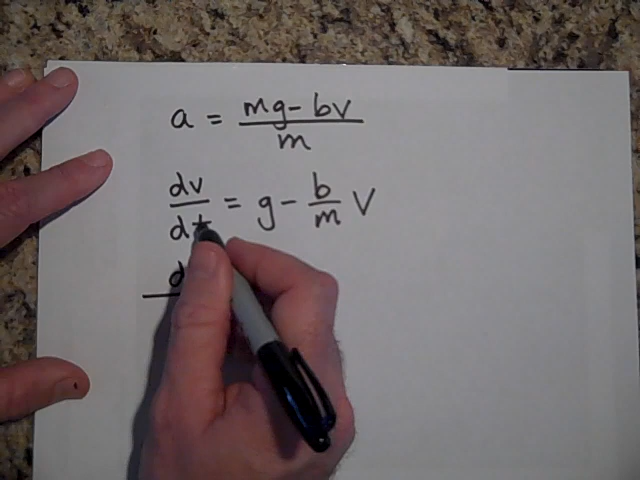 a = mg - bv / m
dv / dt = g - b / m v
d